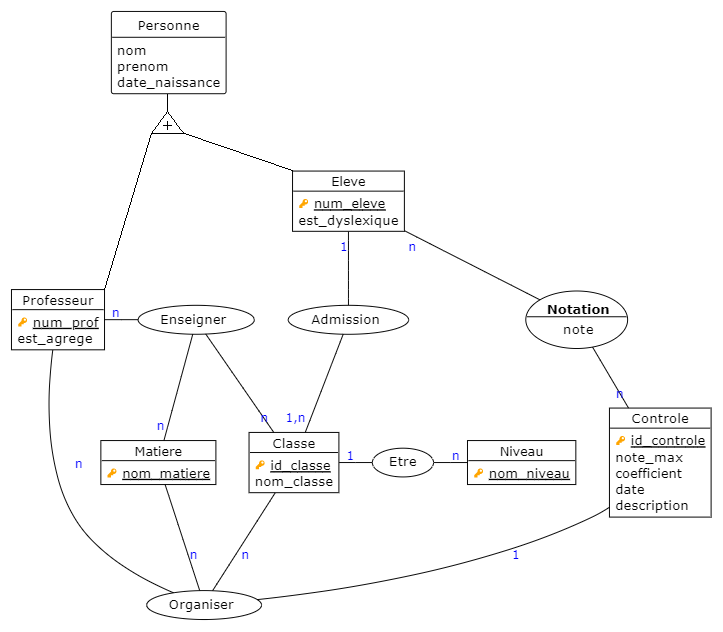 Personne
nom
prenom
date_naissance
+
Eleve
num_eleve
est_dyslexique
1
n
Professeur
num_prof
est_agrege
n
Enseigner
Admission
Notation
note
n
n
1,n
n
Matiere
nom_matiere
Classe
id_classe
nom_classe
1
Etre
n
Niveau
nom_niveau
Controle
id_controle
note_max
coefficient
date
description
n
n
n
1
Organiser